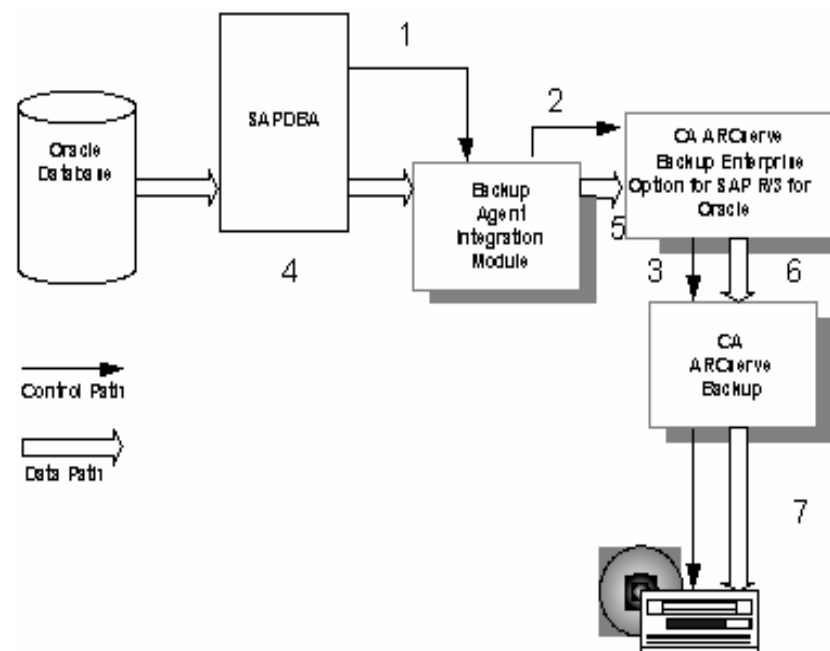 1
SAPDBA
Oracle
Database
2
CA ARCserve
Backup Enterprise
Option for SAP R/3 for
Oracle
Backup
Agent
Integration
Module
5
4
3
6
CA
ARCserve
Backup
Control Path
Data Path
7